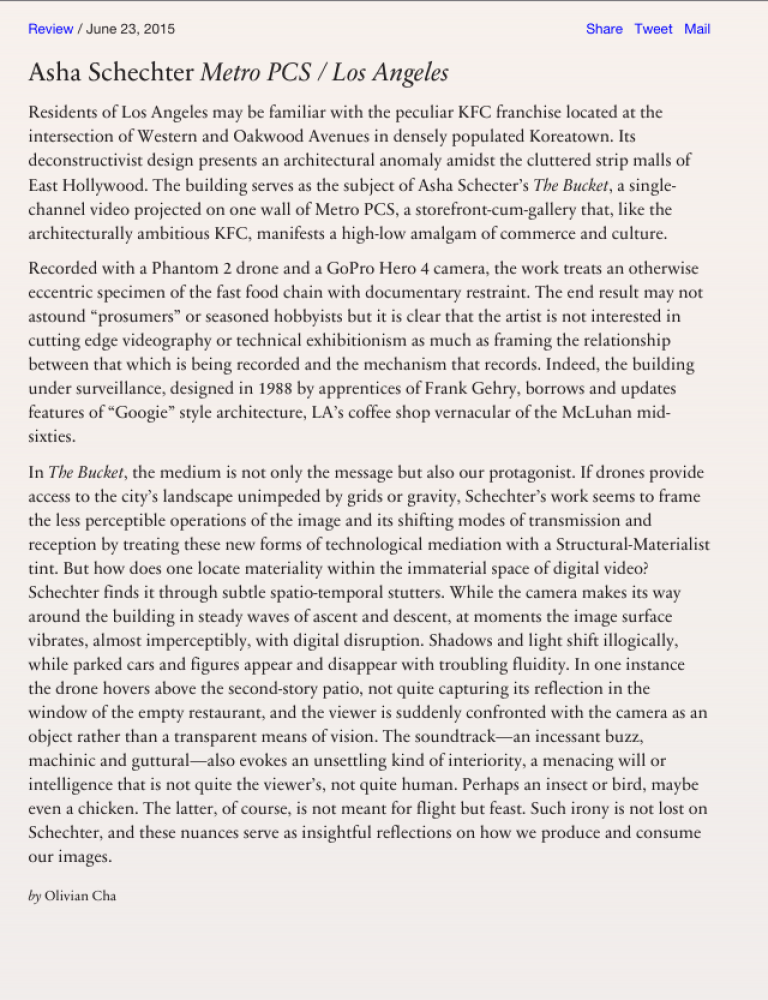 Review / June 23, 2015
Share Tweet Mail
Asha Schechter Metro PCS / Los Angeles
Residents of Los Angeles may be familiar with the peculiar KFC franchise located at the
intersection of Western and Oakwood Avenues in densely populated Koreatown. Its
deconstructivist design presents an architectural anomaly amidst the cluttered strip malls of
East Hollywood. The building serves as the subject of Asha Schecter’s The Bucket, a single-
channel video projected on one wall of Metro PCS, a storefront-cum-gallery that, like the
architecturally ambitious KFC, manifests a high-low amalgam of commerce and culture.
Recorded with a Phantom 2 drone and a GoPro Hero 4 camera, the work treats an otherwise
eccentric specimen of the fast food chain with documentary restraint. The end result may not
astound “prosumers” or seasoned hobbyists but it is clear that the artist is not interested in
cutting edge videography or technical exhibitionism as much as framing the relationship
between that which is being recorded and the mechanism that records. Indeed, the building
under surveillance, designed in 1988 by apprentices of Frank Gehry, borrows and updates
features of “Googie” style architecture, LA’s coffee shop vernacular of the McLuhan mid-
sixties.
In The Bucket, the medium is not only the message but also our protagonist. If drones provide
access to the city’s landscape unimpeded by grids or gravity, Schechter’s work seems to frame
the less perceptible operations of the image and its shifting modes of transmission and
reception by treating these new forms of technological mediation with a Structural-Materialist
tint. But how does one locate materiality within the immaterial space of digital video?
Schechter finds it through subtle spatio-temporal stutters. While the camera makes its way
around the building in steady waves of ascent and descent, at moments the image surface
vibrates, almost imperceptibly, with digital disruption. Shadows and light shift illogically,
while parked cars and figures appear and disappear with troubling fluidity. In one instance
the drone hovers above the second-story patio, not quite capturing its reflection in the
window of the empty restaurant, and the viewer is suddenly confronted with the camera as an
object rather than a transparent means of vision. The soundtrack—an incessant buzz,
machinic and guttural—also evokes an unsettling kind of interiority, a menacing will or
intelligence that is not quite the viewer’s, not quite human. Perhaps an insect or bird, maybe
even a chicken. The latter, of course, is not meant for flight but feast. Such irony is not lost on
Schechter, and these nuances serve as insightful reflections on how we produce and consume
our images.
by Olivian Cha